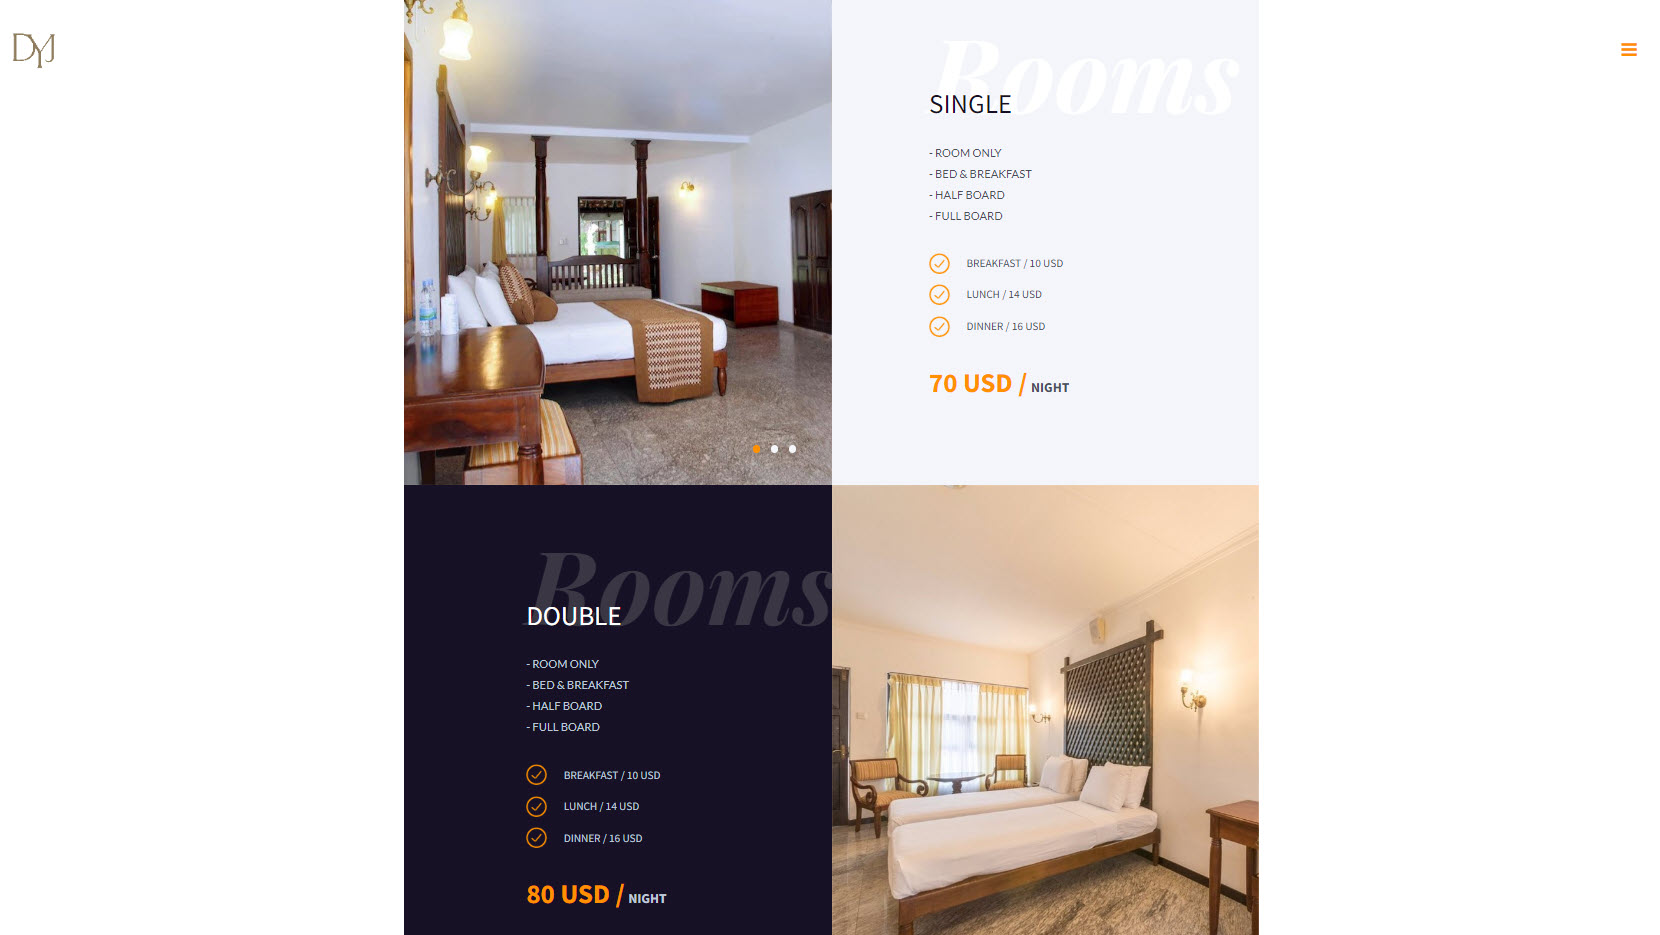 DYJ
Rooms
SINGLE
- ROOM ONLY
- BED & BREAKFAST
- HALF BOARD
- FULL BOARD
BREAKFAST / 10 USD
LUNCH / 14 USD
DINNER / 16 USD
70 USD / NIGHT
Rooms
DOUBLE
- ROOM ONLY
- BED & BREAKFAST
- HALF BOARD
- FULL BOARD
BREAKFAST / 10 USD
LUNCH / 14 USD
DINNER / 16 USD
80 USD / NIGHT